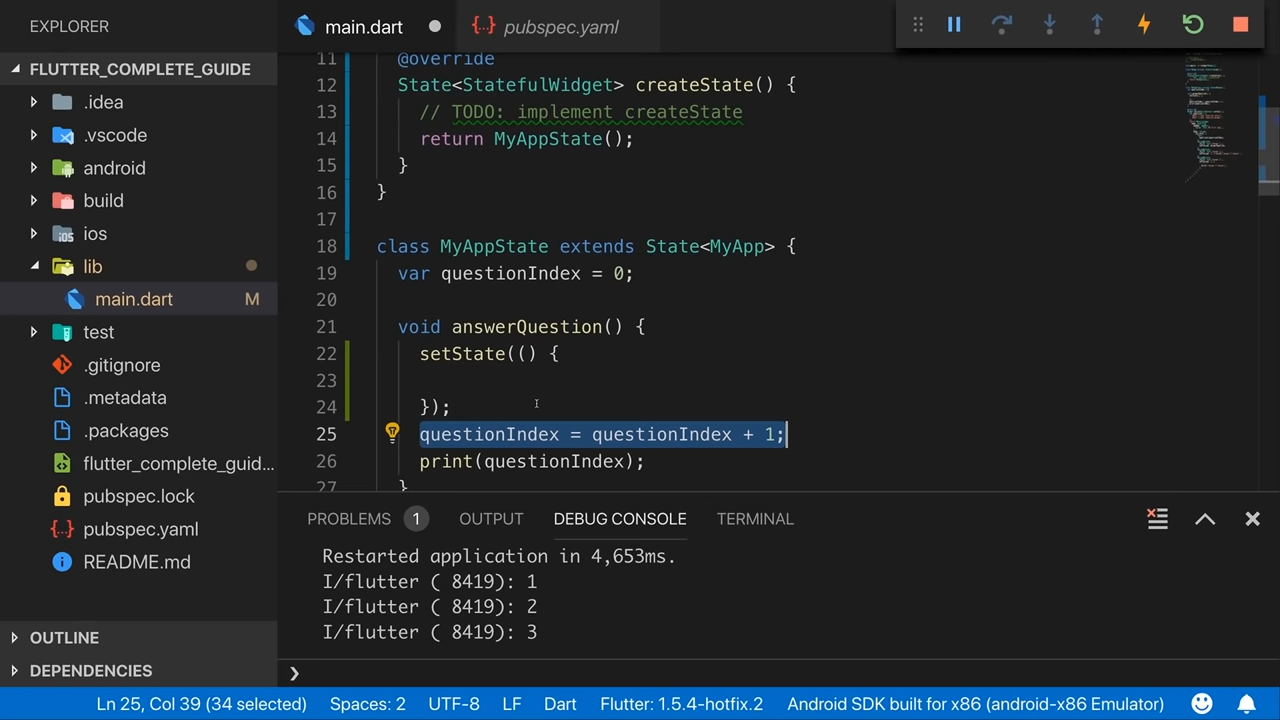 EXPLORER
main.dart
pubspec.yaml
FLUTTER_COMPLETE_GUIDE
.idea
.vscode
android
build
ios
lib
main.dart M
test
.gitignore
.metadata
.packages
flutter_complete_guid...
pubspec.lock
pubspec.yaml
README.md
OUTLINE
DEPENDENCIES
11 @override
12 State<StatefulWidget> createState() {
13 // TODO: implement createState
14 return MyAppState();
15 }
16 }
17
18 class MyAppState extends State<MyApp> {
19 var questionIndex = 0;
20
21 void answerQuestion() {
22 setState(() {
23
24 });
25 questionIndex = questionIndex + 1;
26 print(questionIndex);
27 }
PROBLEMS 1 OUTPUT DEBUG CONSOLE TERMINAL
Restarted application in 4,653ms.
I/flutter ( 8419): 1
I/flutter ( 8419): 2
I/flutter ( 8419): 3
❯
Ln 25, Col 39 (34 selected) Spaces: 2 UTF-8 LF Dart Flutter: 1.5.4-hotfix.2 Android SDK built for x86 (android-x86 Emulator)